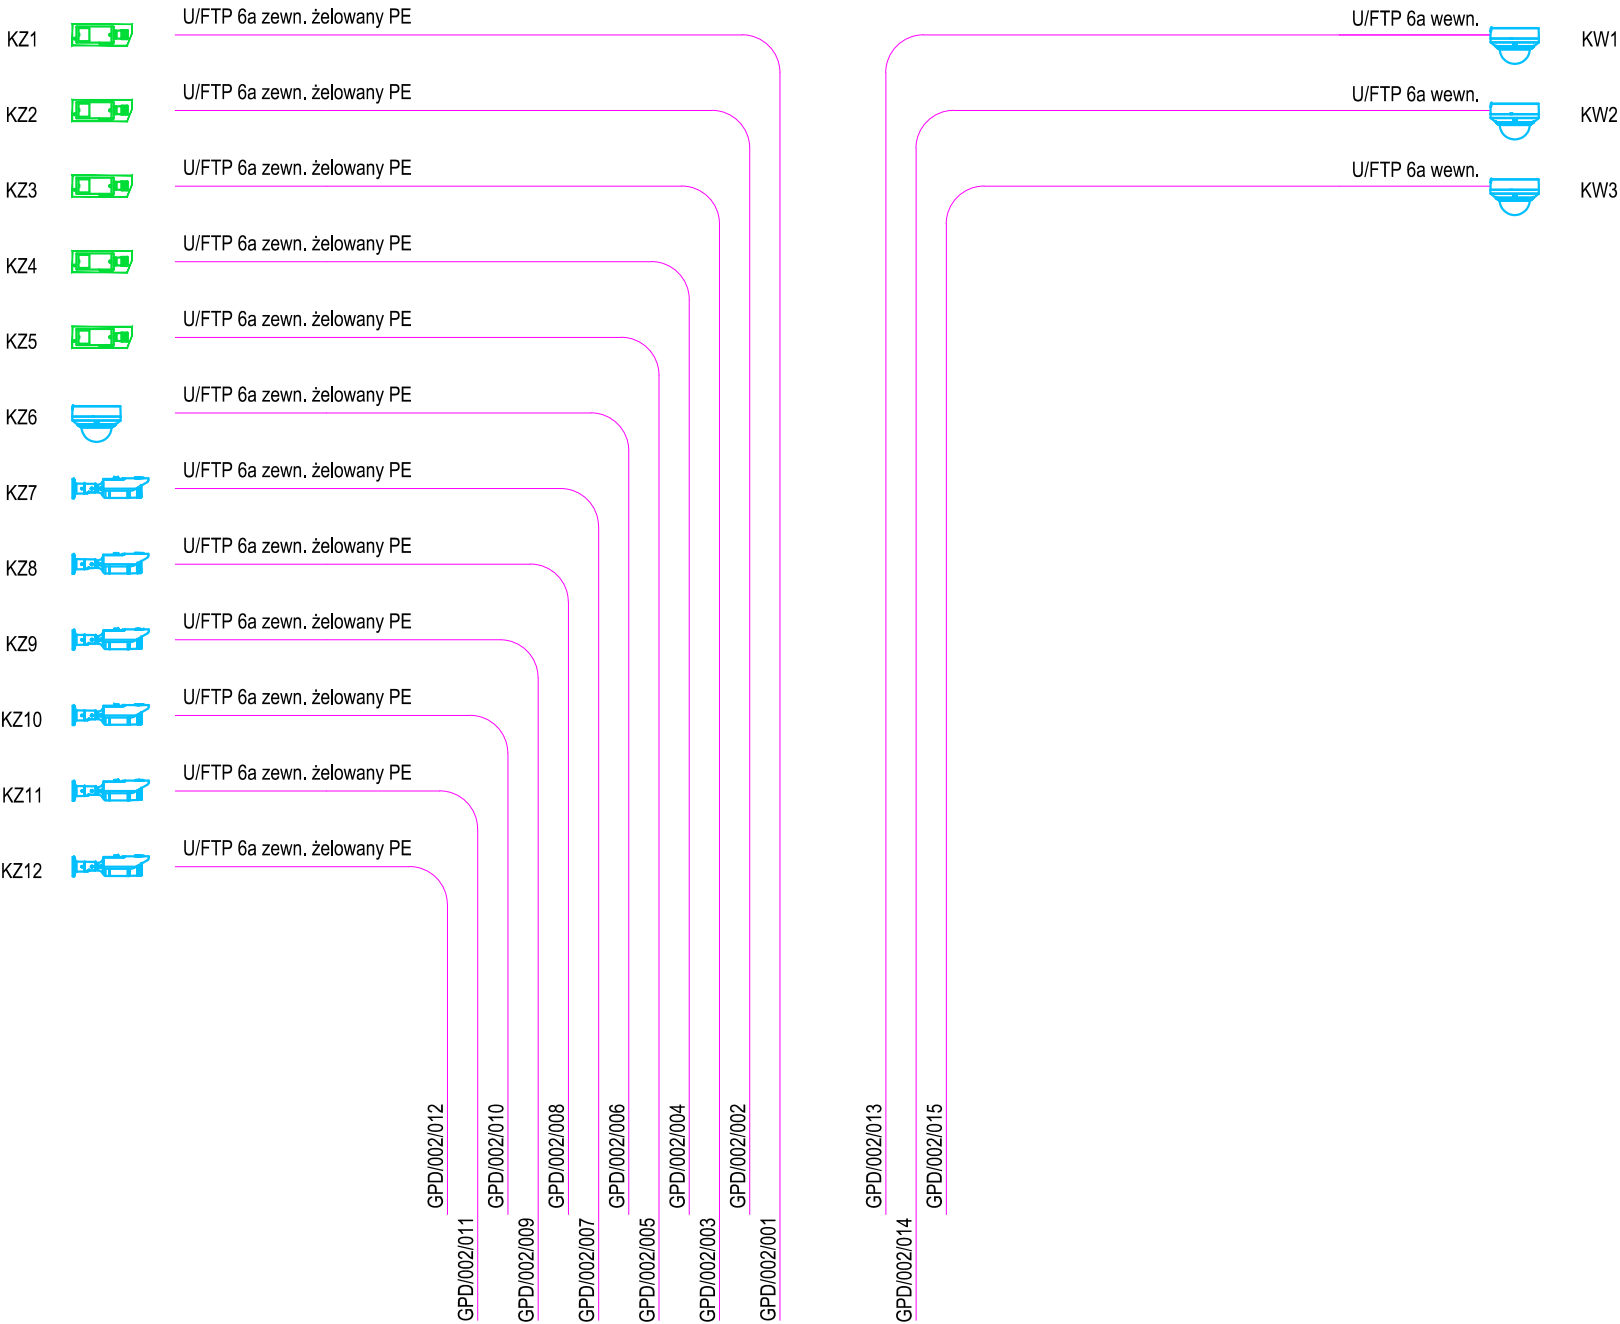 KZ1 U/FTP 6a zewn. żelowany PE
U/FTP 6a wewn. KW1
KZ2 U/FTP 6a zewn. żelowany PE
U/FTP 6a wewn. KW2
KZ3 U/FTP 6a zewn. żelowany PE
U/FTP 6a wewn. KW3
KZ4 U/FTP 6a zewn. żelowany PE
KZ5 U/FTP 6a zewn. żelowany PE
KZ6 U/FTP 6a zewn. żelowany PE
KZ7 U/FTP 6a zewn. żelowany PE
KZ8 U/FTP 6a zewn. żelowany PE
KZ9 U/FTP 6a zewn. żelowany PE
KZ10 U/FTP 6a zewn. żelowany PE
KZ11 U/FTP 6a zewn. żelowany PE
KZ12 U/FTP 6a zewn. żelowany PE
GPD/002/012
GPD/002/011
GPD/002/010
GPD/002/009
GPD/002/008
GPD/002/007
GPD/002/006
GPD/002/005
GPD/002/004
GPD/002/003
GPD/002/002
GPD/002/001
GPD/002/013
GPD/002/014
GPD/002/015